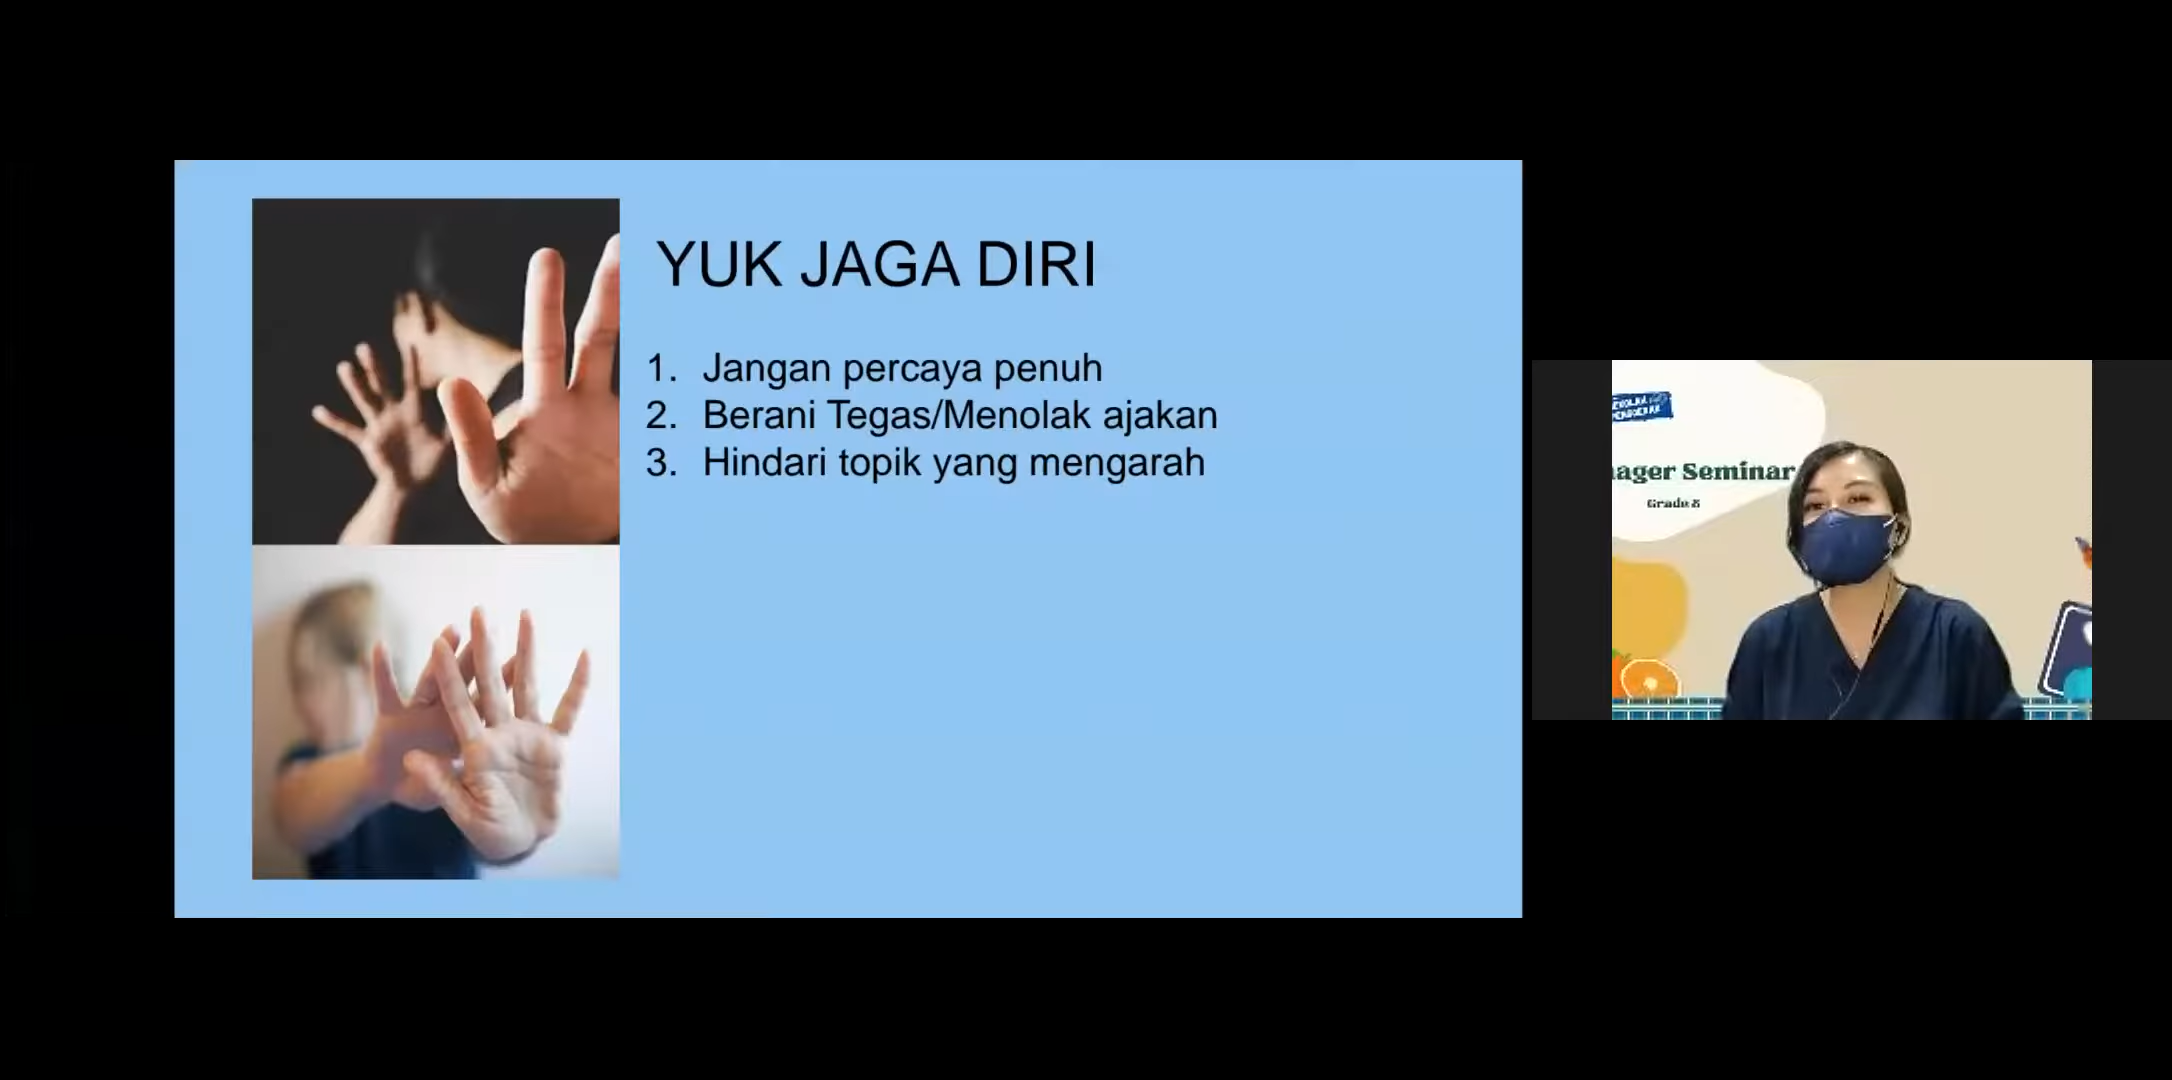 YUK JAGA DIRI
1. Jangan percaya penuh
2. Berani Tegas/Menolak ajakan
3. Hindari topik yang mengarah
Seminar
Grade 8